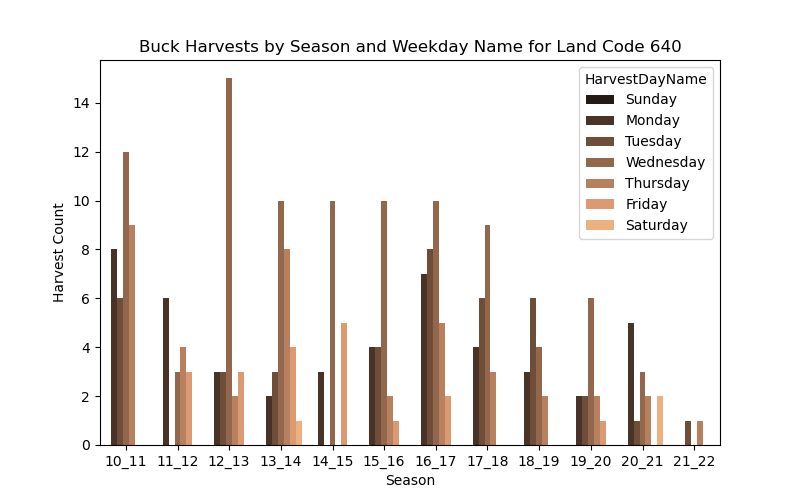 Buck Harvests by Season and Weekday Name for Land Code 640
HarvestDayName
Sunday
Monday
Tuesday
Wednesday
Thursday
Friday
Saturday
Harvest Count
14
12
10
8
6
4
2
0
10_11 11_12 12_13 13_14 14_15 15_16 16_17 17_18 18_19 19_20 20_21 21_22
Season